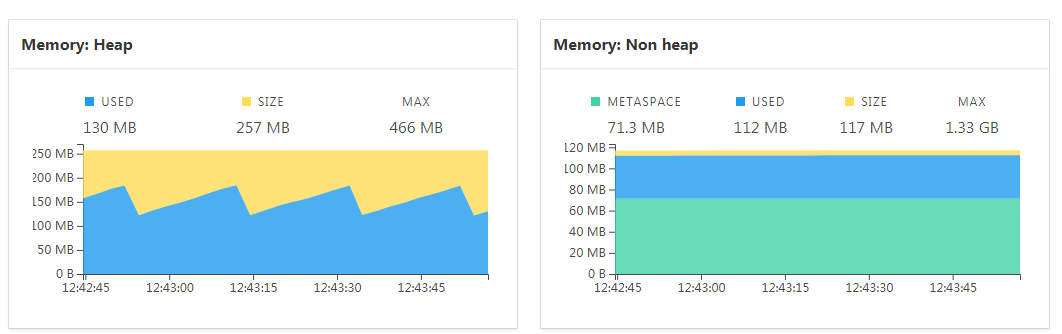 Memory: Heap
USED SIZE MAX
130 MB 257 MB 466 MB
250 MB
200 MB
150 MB
100 MB
50 MB
0 B
12:42:45 12:43:00 12:43:15 12:43:30 12:43:45
Memory: Non heap
METASPACE USED SIZE MAX
71.3 MB 112 MB 117 MB 1.33 GB
120 MB
100 MB
80 MB
60 MB
40 MB
20 MB
0 B
12:42:45 12:43:00 12:43:15 12:43:30 12:43:45